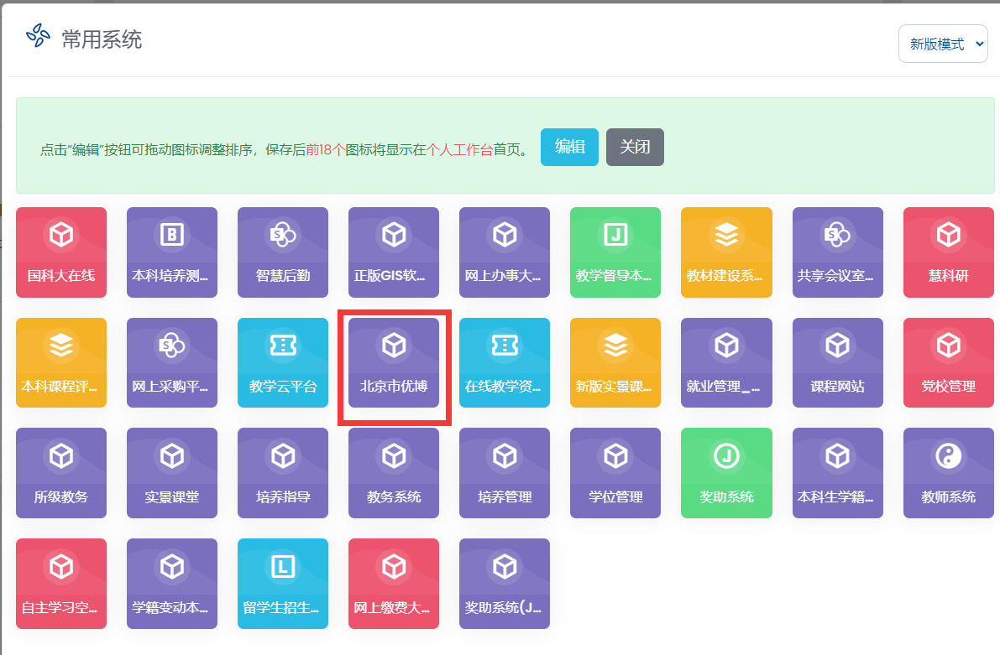 常用系统
新版模式
点击“编辑”按钮可拖动图标调整排序，保存后前18个图标将显示在个人工作台首页。 编辑 关闭
国科大在线 本科培养测... 智慧后勤 正版GIS软... 网上办事大... 教学督导本... 教材建设系... 共享会议室... 慧科研
本科课程评... 网上采购平... 教学云平台 北京市优博 在线教学资... 新版实景课... 就业管理_... 课程网站 党校管理
所级教务 实景课堂 培养指导 教务系统 培养管理 学位管理 奖助系统 本科生学籍... 教师系统
自主学习空... 学籍变动本... 留学生招生... 网上缴费大... 奖助系统(J...